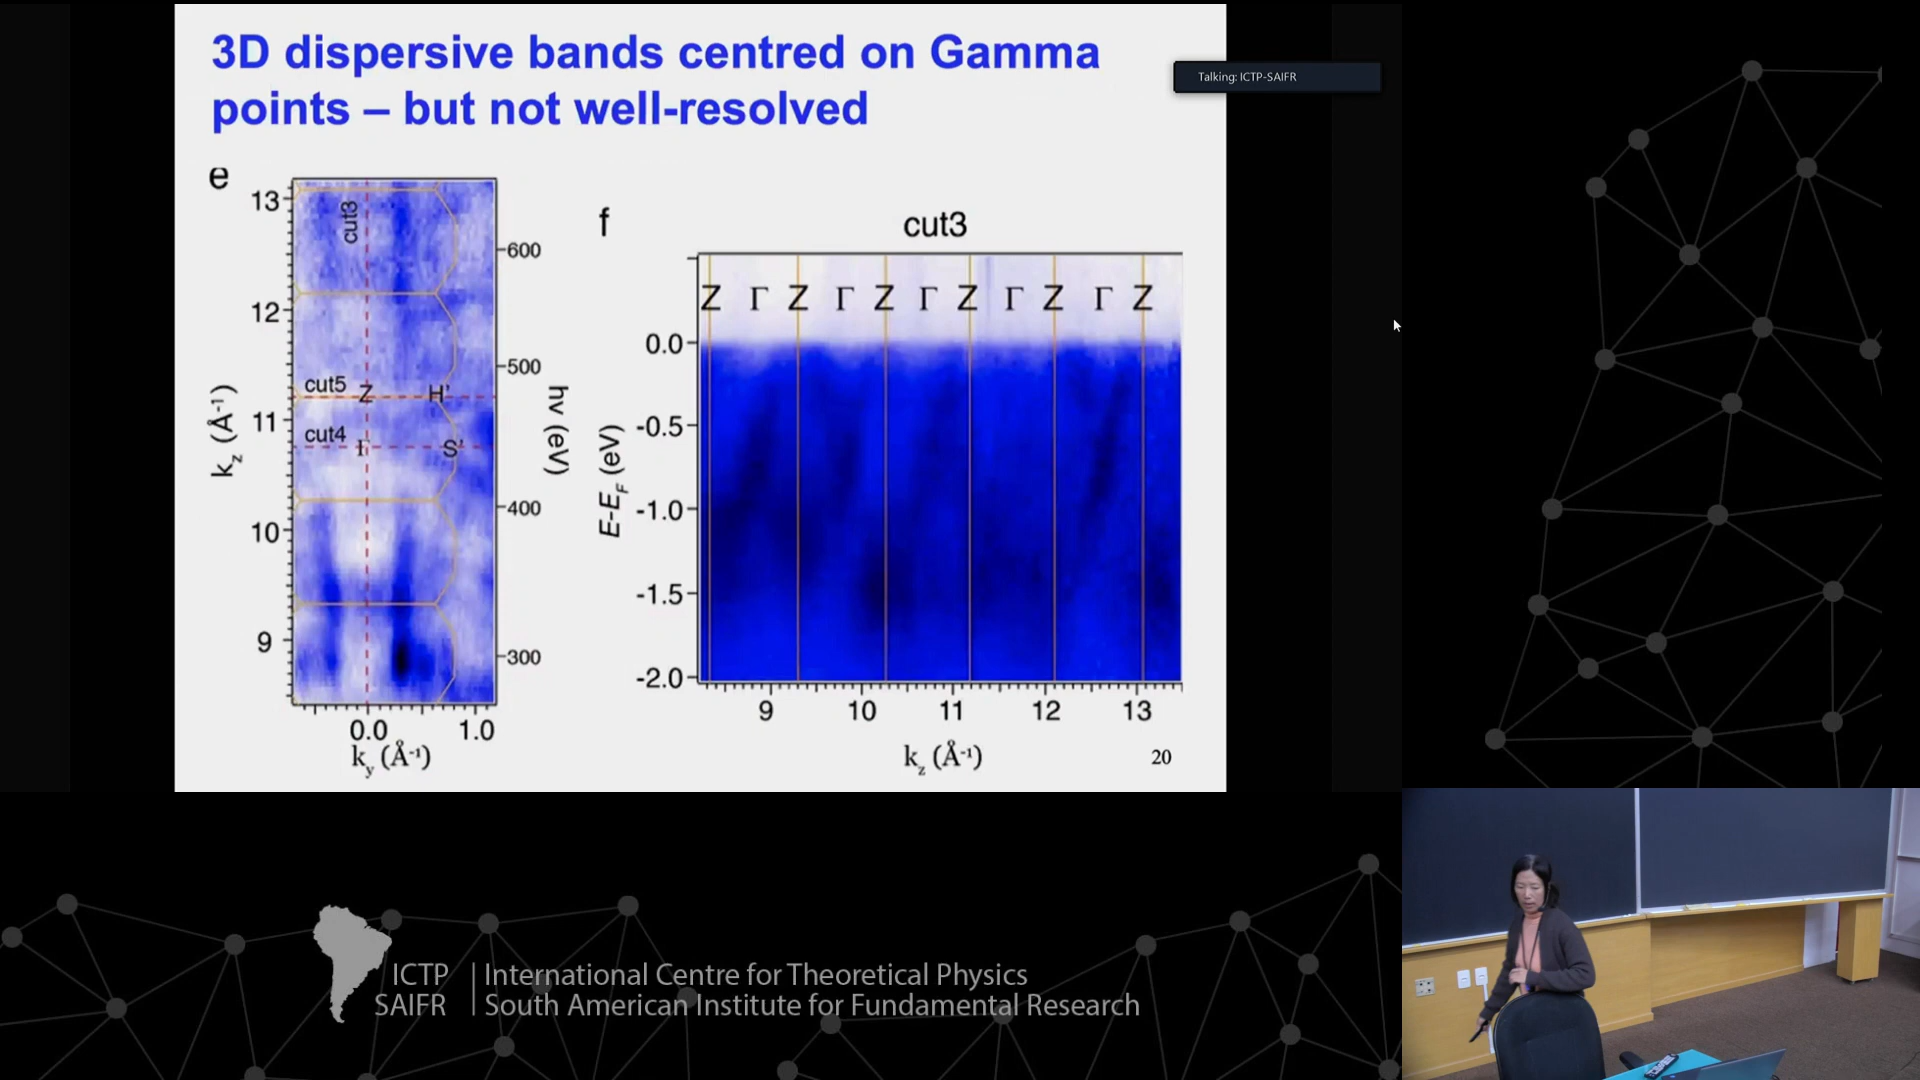 3D dispersive bands centred on Gamma
points – but not well-resolved
Talking: ICTP-SAIFR
e
13
12
11
10
9
cut3
cut5
Z
H'
cut4
Γ
S'
600
500
400
300
kz (Å-1)
hν (eV)
0.0
1.0
ky (Å-1)
f
cut3
Z Γ Z Γ Z Γ Z Γ Z Γ Z
0.0
-0.5
-1.0
-1.5
-2.0
E-EF (eV)
9 10 11 12 13
kz (Å-1)
20
ICTP
SAIFR
International Centre for Theoretical Physics
South American Institute for Fundamental Research